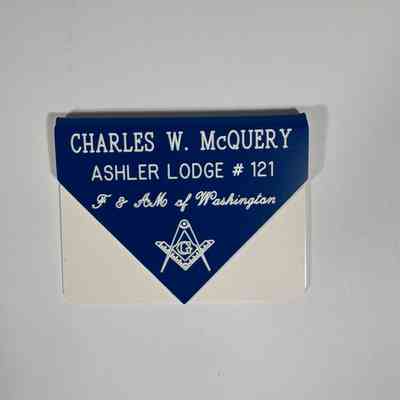 CHARLES W. McQUERY
ASHLER LODGE # 121
F & AM of Washington
G